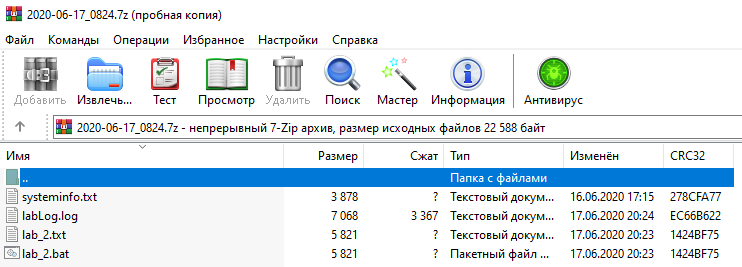 2020-06-17_0824.7z (пробная копия)
Файл Команды Операции Избранное Настройки Справка
Добавить Извлечь... Тест Просмотр Удалить Поиск Мастер Информация Антивирус
2020-06-17_0824.7z - непрерывный 7-Zip архив, размер исходных файлов 22 588 байт
Имя Размер Сжат Тип Изменён CRC32
.. Папка с файлами
systeminfo.txt 3 878 ? Текстовый докум... 16.06.2020 17:15 278CFA77
labLog.log 7 068 3 367 Текстовый докум... 17.06.2020 20:24 EC66B622
lab_2.txt 5 821 ? Текстовый докум... 17.06.2020 20:23 1424BF75
lab_2.bat 5 821 ? Пакетный файл ... 17.06.2020 20:23 1424BF75